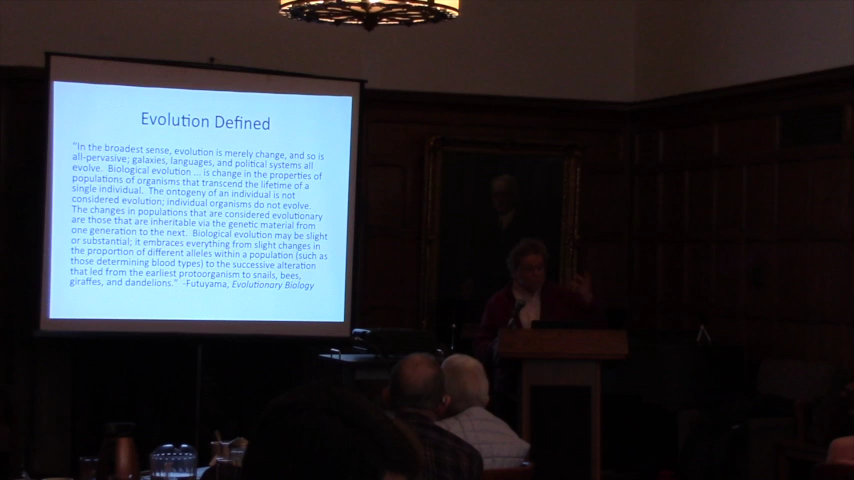 Evolution Defined
"In the broadest sense, evolution is merely change, and so is
all-pervasive; galaxies, languages, and political systems all
evolve. Biological evolution ... is change in the properties of
populations of organisms that transcend the lifetime of a
single individual. The ontogeny of an individual is not
considered evolution; individual organisms do not evolve.
The changes in populations that are considered evolutionary
are those that are inheritable via the genetic material from
one generation to the next. Biological evolution may be slight
or substantial; it embraces everything from slight changes in
the proportion of different alleles within a population (such as
those determining blood types) to the successive alteration
that led from the earliest protoorganism to snails, bees,
giraffes, and dandelions." -Futuyama, Evolutionary Biology